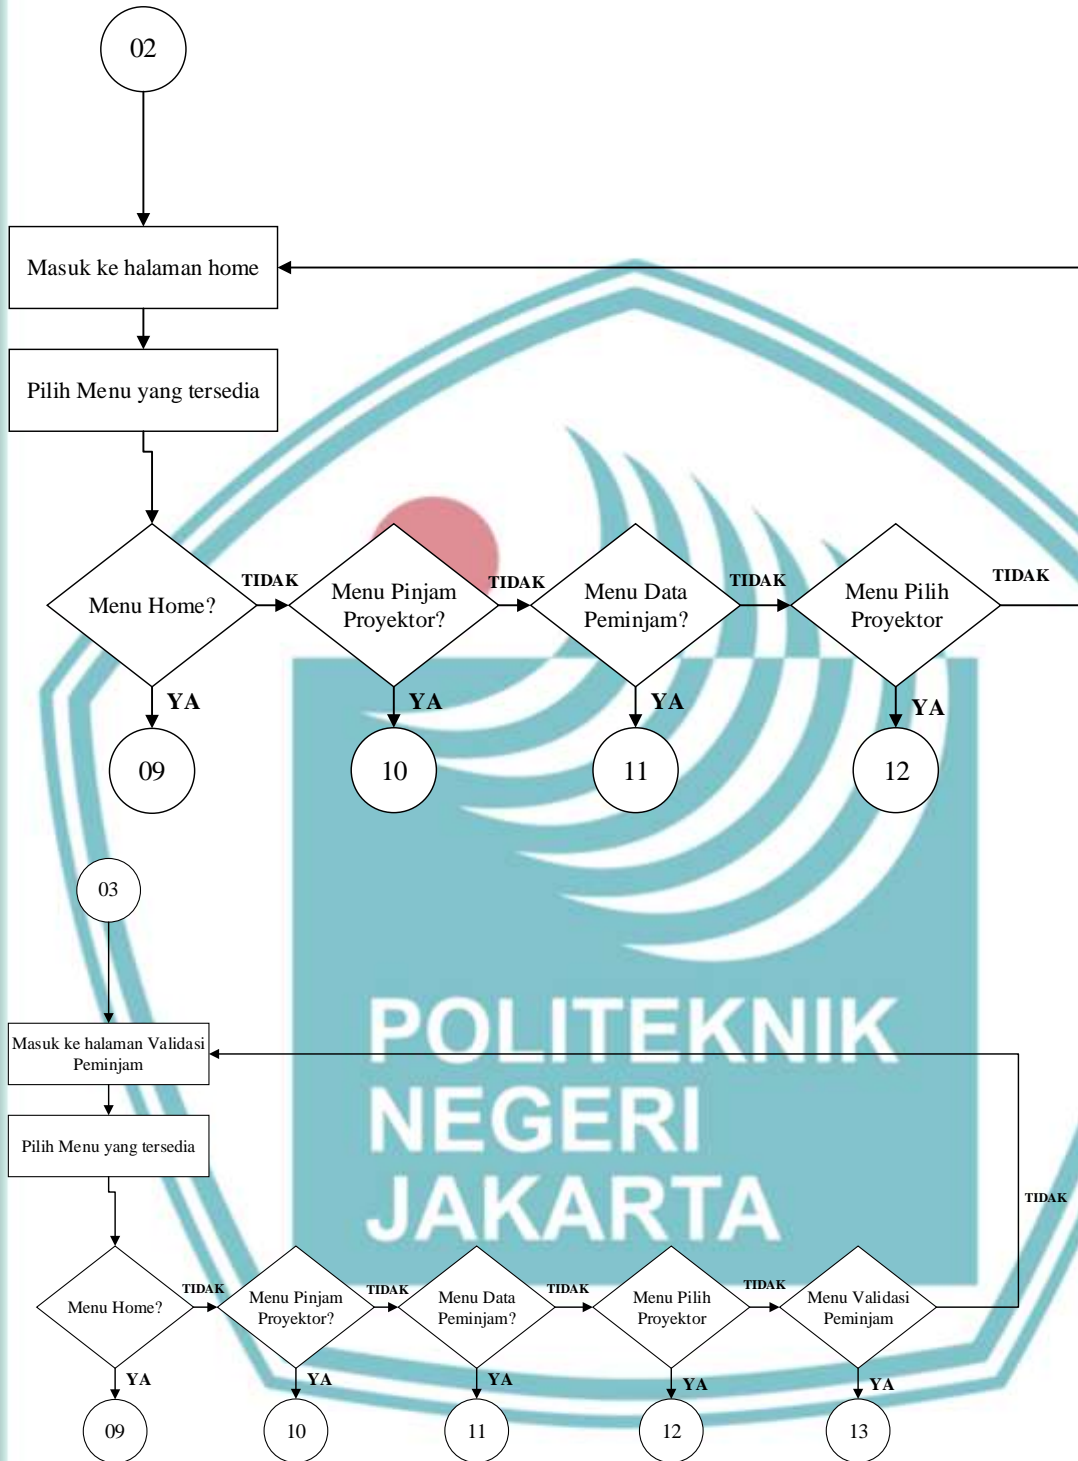 02
Masuk ke halaman home
Pilih Menu yang tersedia
Menu Home?
TIDAK
Menu Pinjam
Proyektor?
TIDAK
Menu Data
Peminjam?
TIDAK
Menu Pilih
Proyektor
TIDAK
YA
YA
YA
YA
09
10
11
12
03
Masuk ke halaman Validasi
Peminjam
Pilih Menu yang tersedia
POLITEKNIK
NEGERI
JAKARTA
TIDAK
Menu Home?
TIDAK
Menu Pinjam
Proyektor?
TIDAK
Menu Data
Peminjam?
TIDAK
Menu Pilih
Proyektor
TIDAK
Menu Validasi
Peminjam
YA
YA
YA
YA
YA
09
10
11
12
13